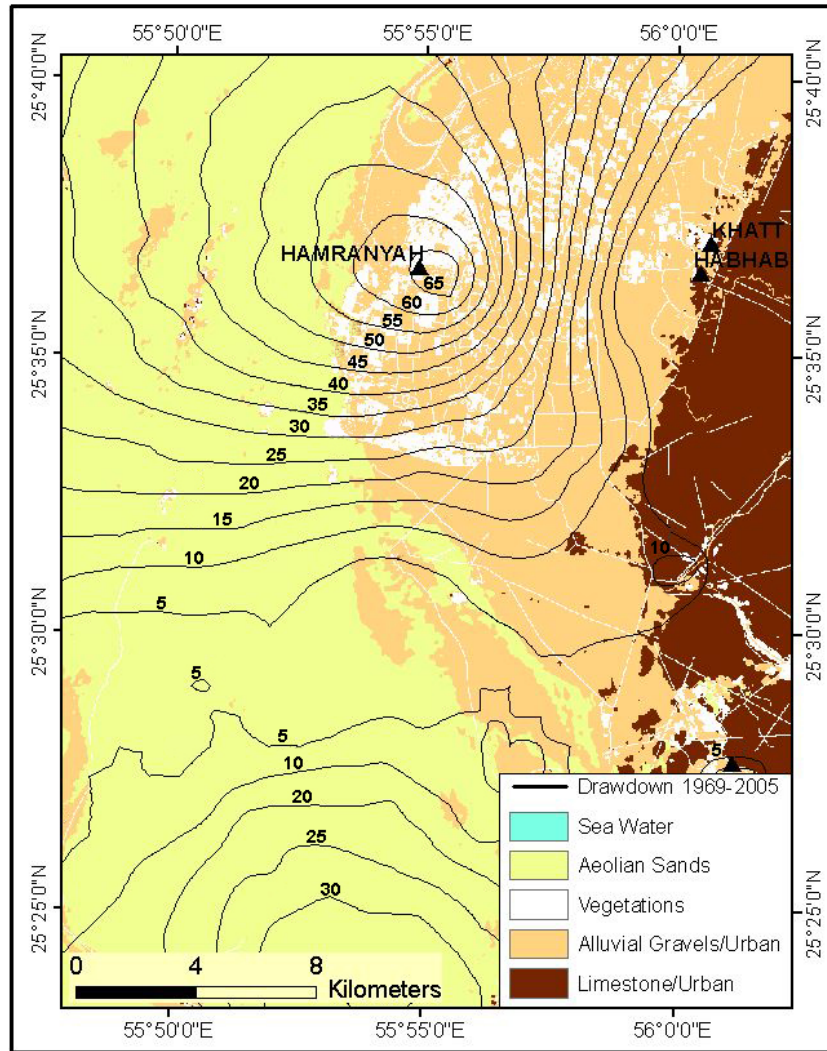 55°50'0"E 55°55'0"E 56°0'0"E
25°40'0"N 25°40'0"N
KHATT
HAMRANYAH HABHAB
65
60
55
50
25°35'0"N 25°35'0"N
45
40
35
30
25
20
15
10 10
5
25°30'0"N 25°30'0"N
5
5 5
10
20
25
30
25°25'0"N 25°25'0"N
Drawdown 1969-2005
Sea Water
Aeolian Sands
Vegetations
Alluvial Gravels/Urban
Limestone/Urban
0 4 8
Kilometers
55°50'0"E 55°55'0"E 56°0'0"E